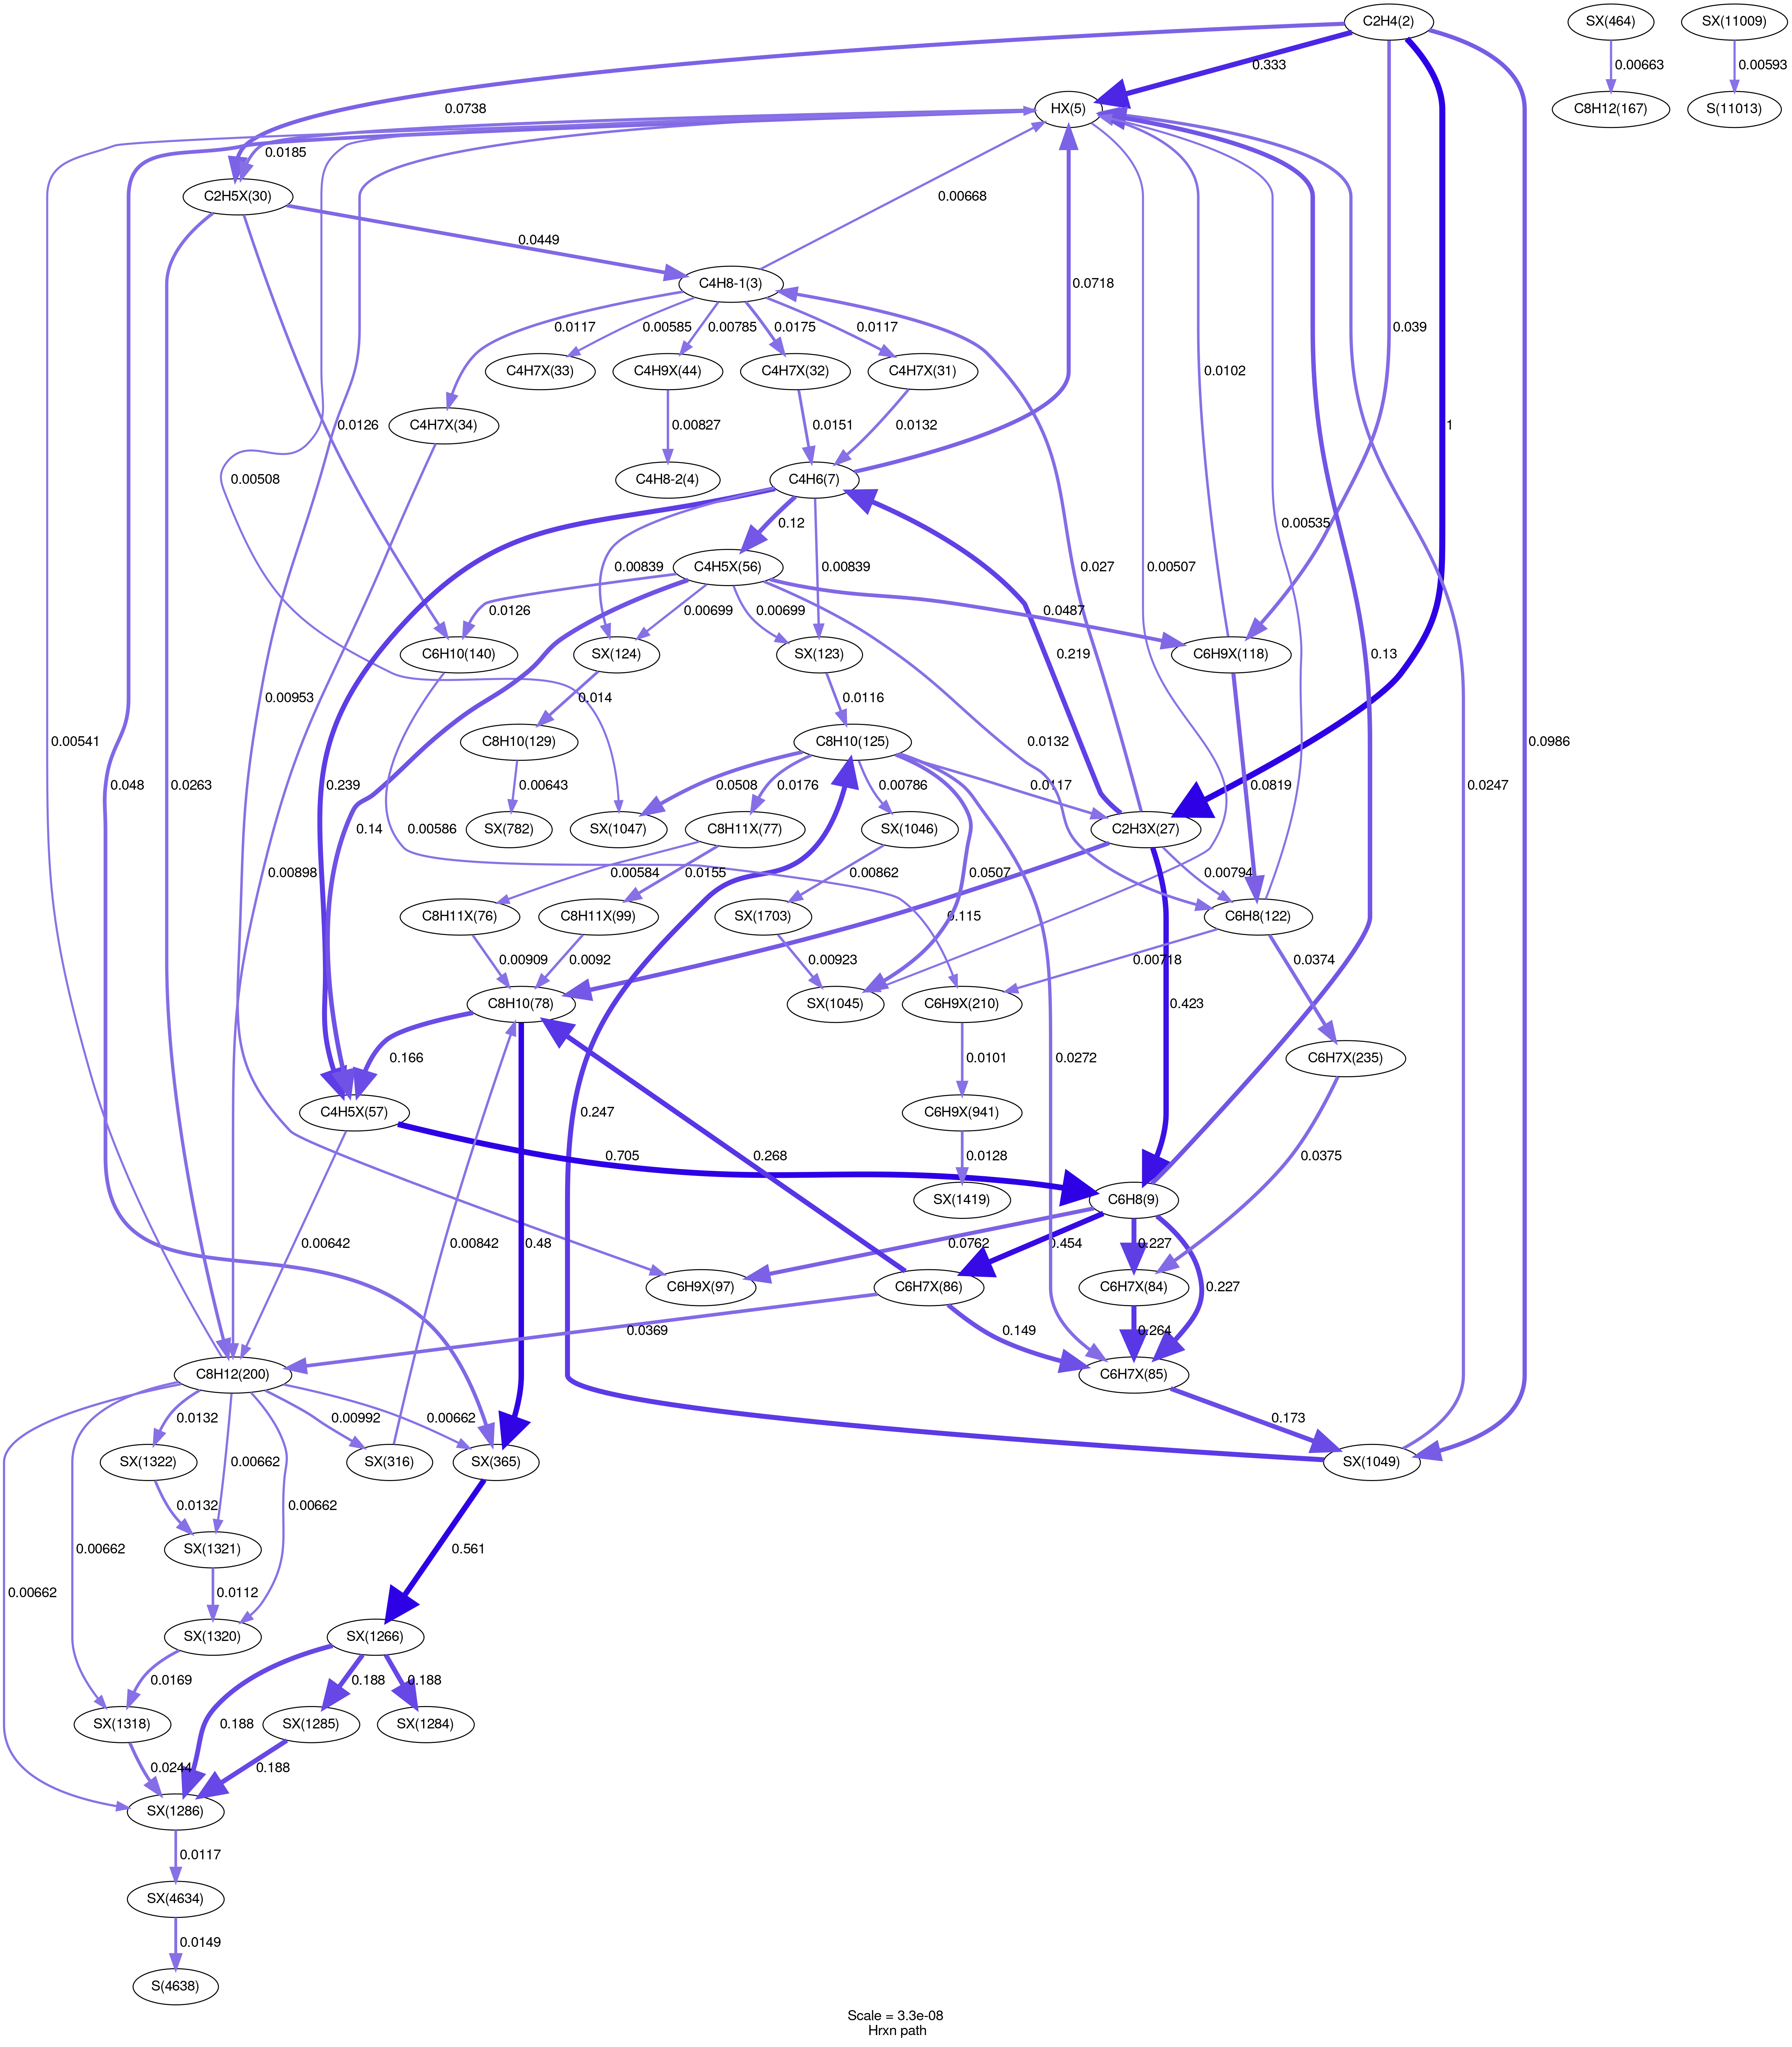 C2H4(2)
SX(464)
SX(11009)
0.333
0.00663
0.00593
HX(5)
C8H12(167)
S(11013)
0.0738
0.0185
C2H5X(30)
0.00668
0.0449
C4H8-1(3)
0.0718
0.0102
0.039
0.0117
0.00585
0.00785
0.0175
0.0117
C4H7X(33)
C4H9X(44)
C4H7X(32)
C4H7X(31)
0.0126
C4H7X(34)
0.00827
0.0151
0.0132
1
0.00508
C4H8-2(4)
C4H6(7)
0.12
0.00535
C4H5X(56)
0.00839
0.00839
0.027
0.00507
0.0126
0.00699
0.00699
0.0487
C6H10(140)
SX(124)
SX(123)
0.219
C6H9X(118)
0.13
0.00953
0.014
0.0116
C8H10(129)
C8H10(125)
0.0132
0.00541
0.048
0.0263
0.239
0.00643
0.0508
0.0176
0.00786
0.0117
0.0819
0.0986
0.0247
0.14
0.00586
SX(782)
SX(1047)
C8H11X(77)
SX(1046)
C2H3X(27)
0.00898
0.00584
0.0155
0.00862
0.0507
0.00794
C8H11X(76)
C8H11X(99)
SX(1703)
0.115
C6H8(122)
0.00909
0.0092
0.00923
0.00718
0.0374
C8H10(78)
SX(1045)
C6H9X(210)
0.423
0.166
0.0101
0.0272
C6H7X(235)
C4H5X(57)
0.247
C6H9X(941)
0.705
0.268
0.0128
0.0375
SX(1419)
C6H8(9)
0.00642
0.00842
0.48
0.0762
0.454
0.227
C6H9X(97)
C6H7X(86)
C6H7X(84)
0.227
0.0369
0.149
0.264
C8H12(200)
C6H7X(85)
0.0132
0.00992
0.00662
0.173
SX(1322)
0.00662
SX(316)
SX(365)
SX(1049)
0.0132
0.00662
0.00662
SX(1321)
0.561
0.00662
0.0112
SX(1320)
SX(1266)
0.0169
0.188
0.188
SX(1318)
0.188
SX(1285)
SX(1284)
0.0244
0.188
SX(1286)
0.0117
SX(4634)
0.0149
S(4638)
Scale = 3.3e-08
Hrxn path